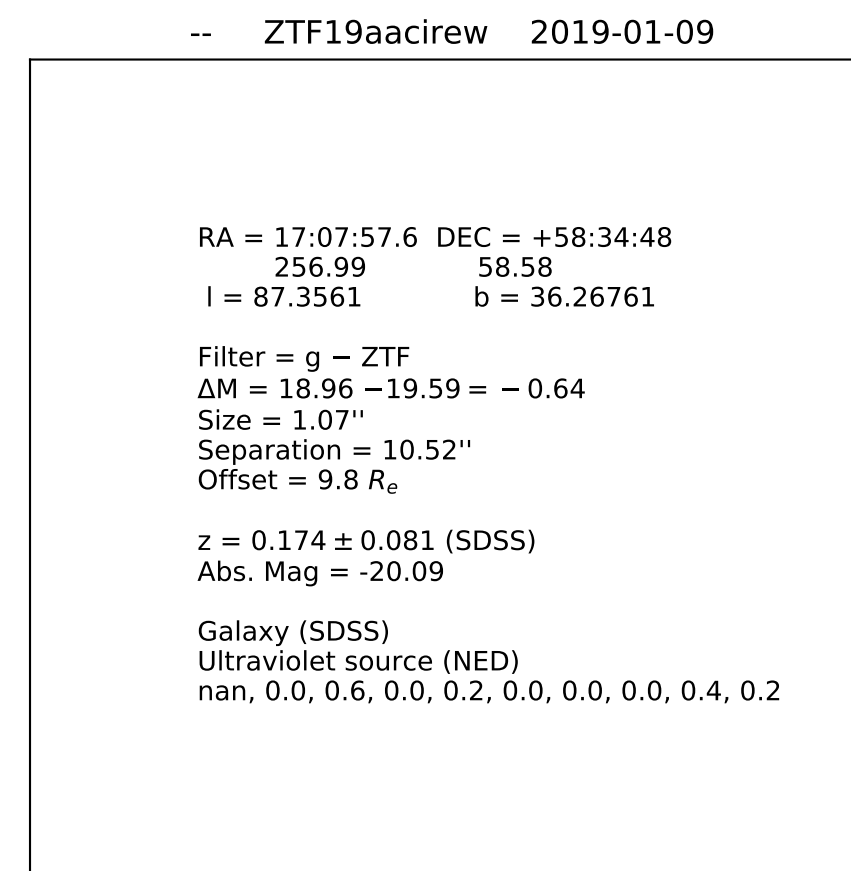 -- ZTF19aacirew 2019-01-09
RA = 17:07:57.6 DEC = +58:34:48
256.99 58.58
l = 87.3561 b = 36.26761
Filter = g − ZTF
ΔM = 18.96 −19.59 = − 0.64
Size = 1.07''
Separation = 10.52''
Offset = 9.8 Re
z = 0.174 ± 0.081 (SDSS)
Abs. Mag = -20.09
Galaxy (SDSS)
Ultraviolet source (NED)
nan, 0.0, 0.6, 0.0, 0.2, 0.0, 0.0, 0.0, 0.4, 0.2